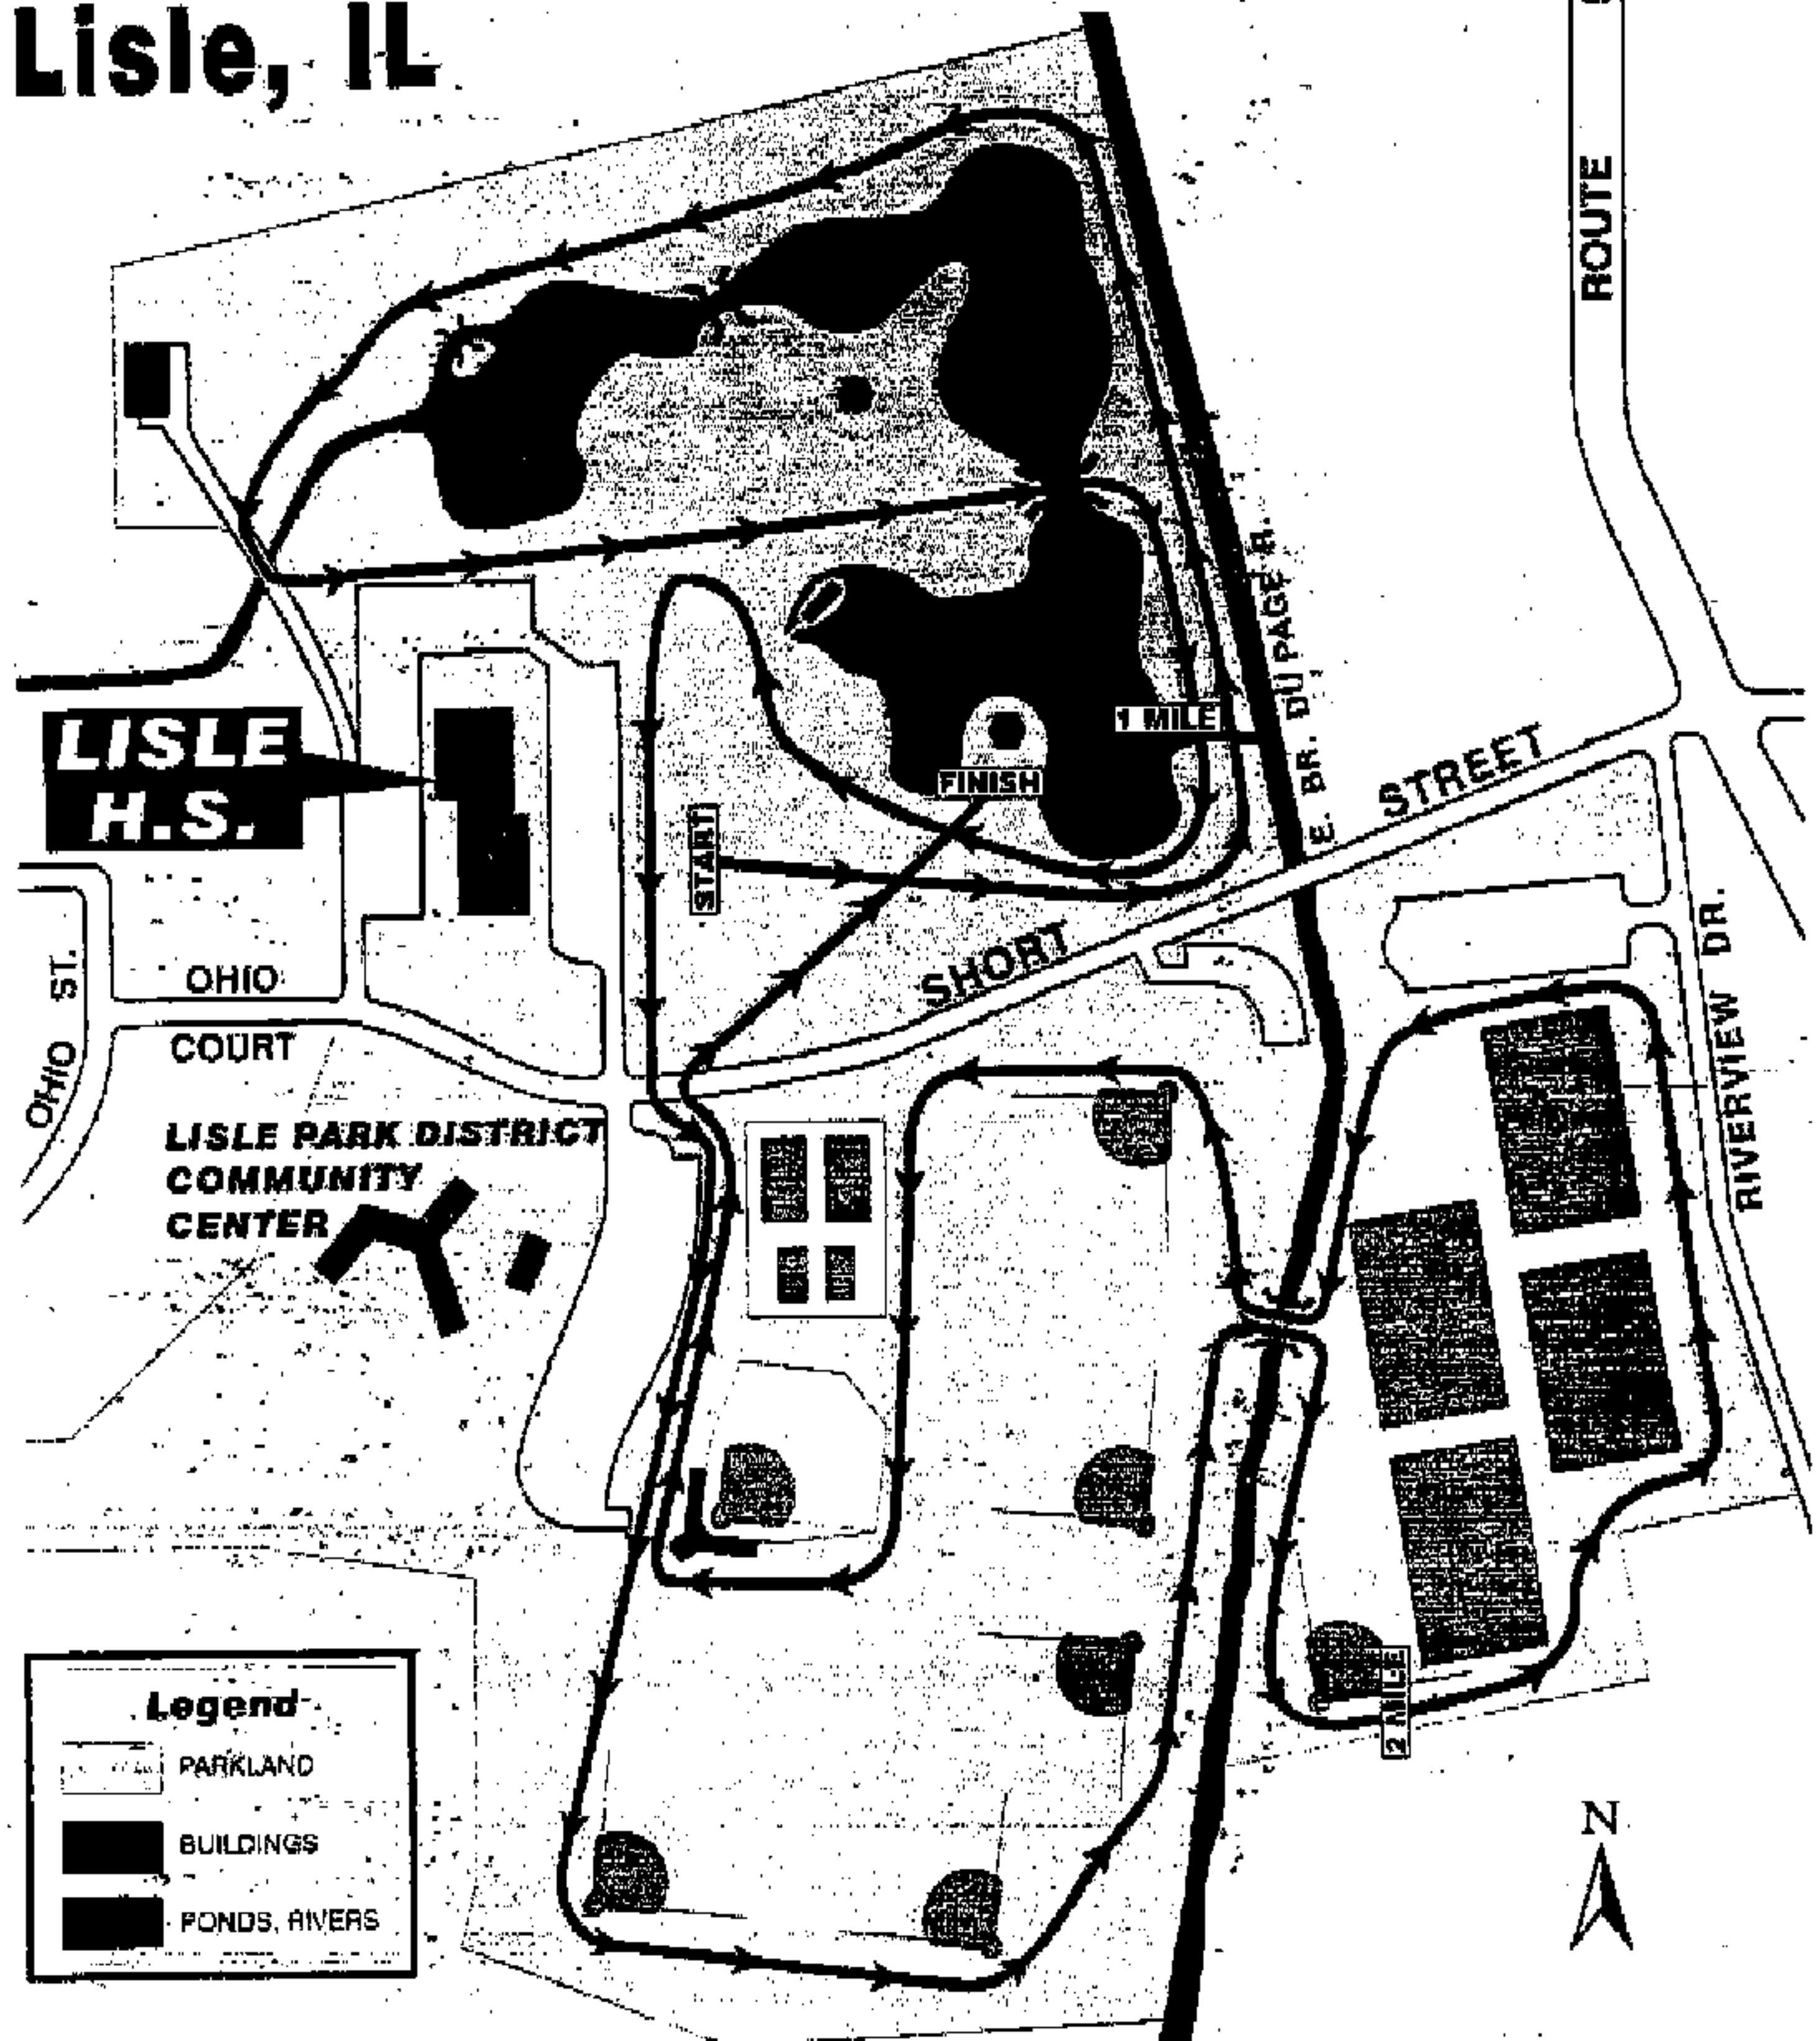 Lisle, IL
ROUTE
E. BR. DU PAGE R.
LISLE
H.S.
1 MILE
FINISH
START
SHORT STREET
OHIO ST.
OHIO
COURT
RIVERVIEW DR.
LISLE PARK DISTRICT
COMMUNITY
CENTER
2 MILE
Legend
PARKLAND
BUILDINGS
PONDS, RIVERS
N